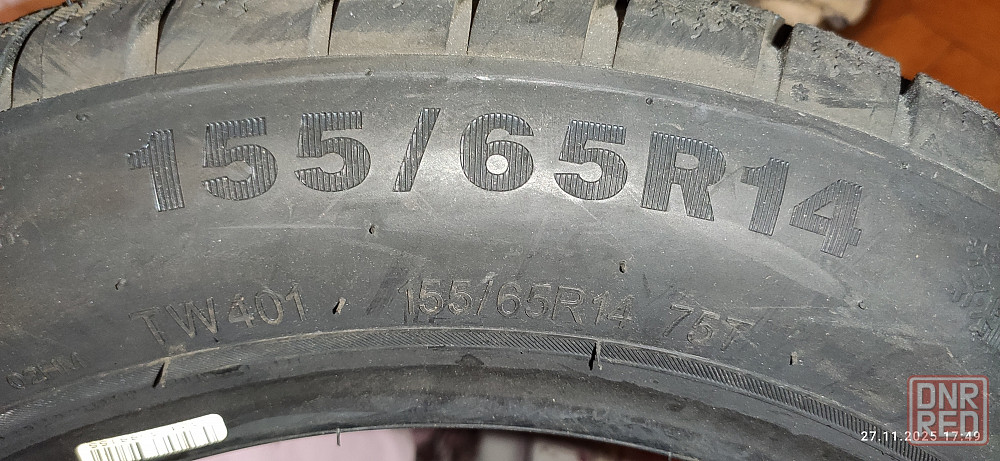 155/65R14
TW401 155/65R14 75T
DNR
RED
27.11.2025 17:49